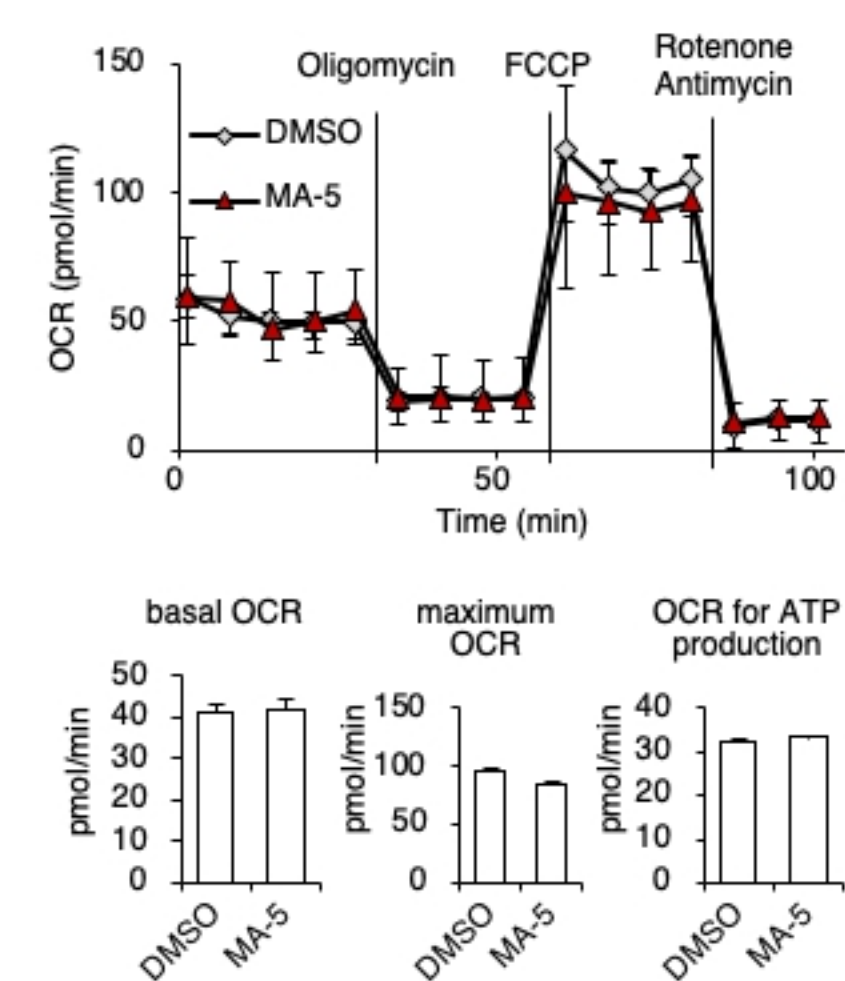 Oligomycin
FCCP
Rotenone
Antimycin
DMSO
MA-5
OCR (pmol/min)
150
100
50
0
0
50
100
Time (min)
basal OCR
pmol/min
50
40
30
20
10
0
DMSO
MA-5
maximum
OCR
pmol/min
150
100
50
0
DMSO
MA-5
OCR for ATP
production
pmol/min
40
30
20
10
0
DMSO
MA-5